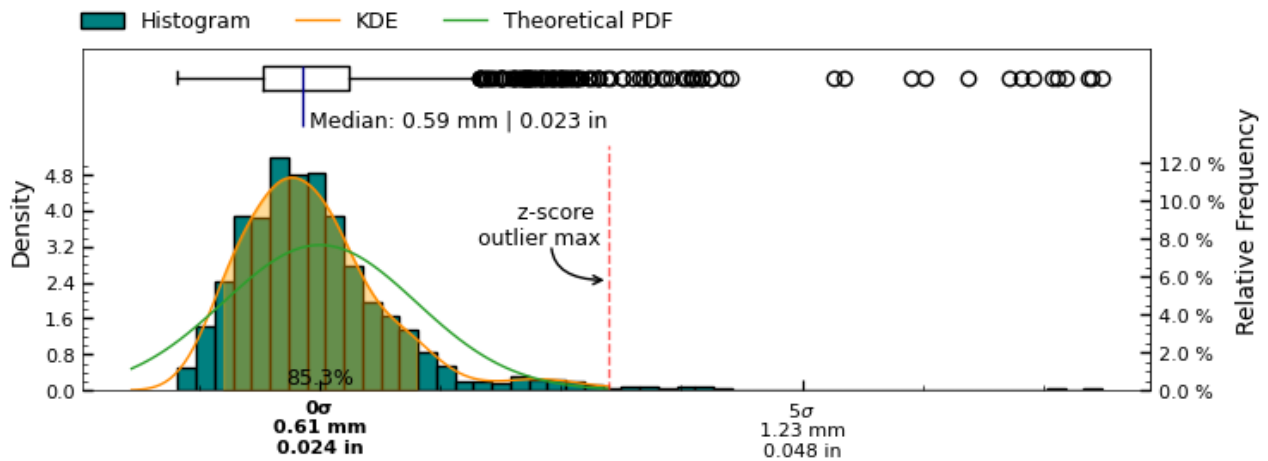 Histogram KDE Theoretical PDF
Median: 0.59 mm | 0.023 in
Density
4.8
4.0
3.2
2.4
1.6
0.8
0.0
z-score
outlier max
85.3%
12.0 %
10.0 %
8.0 %
6.0 %
4.0 %
2.0 %
0.0 %
Relative Frequency
0σ
0.61 mm
0.024 in
5σ
1.23 mm
0.048 in